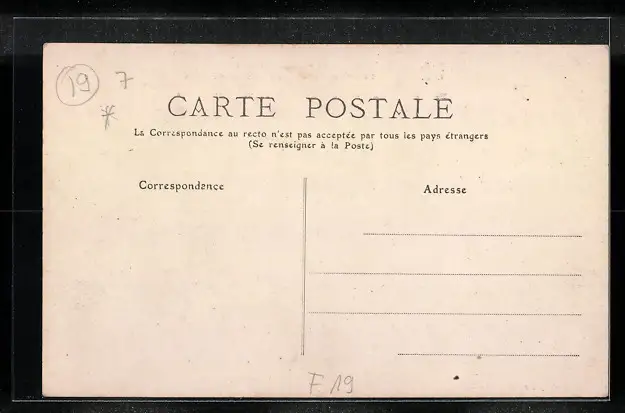 19 7
*
CARTE POSTALE
La Correspondance au recto n'est pas acceptée par tous les pays étrangers
(Se renseigner à la Poste)
Correspondance
Adresse
F 19